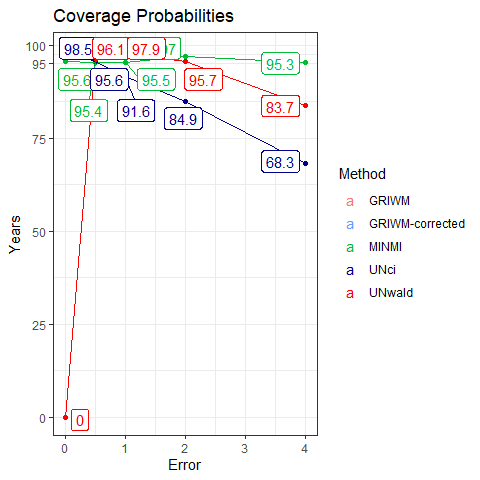 Coverage Probabilities
100
95
75
50
25
0
Years
98.5
96.1
97.9
97
95.6
95.6
95.5
95.7
95.3
95.4
91.6
84.9
83.7
68.3
0
0
1
2
3
4
Error
Method
a GRIWM
a GRIWM-corrected
a MINMI
a UNci
a UNwald